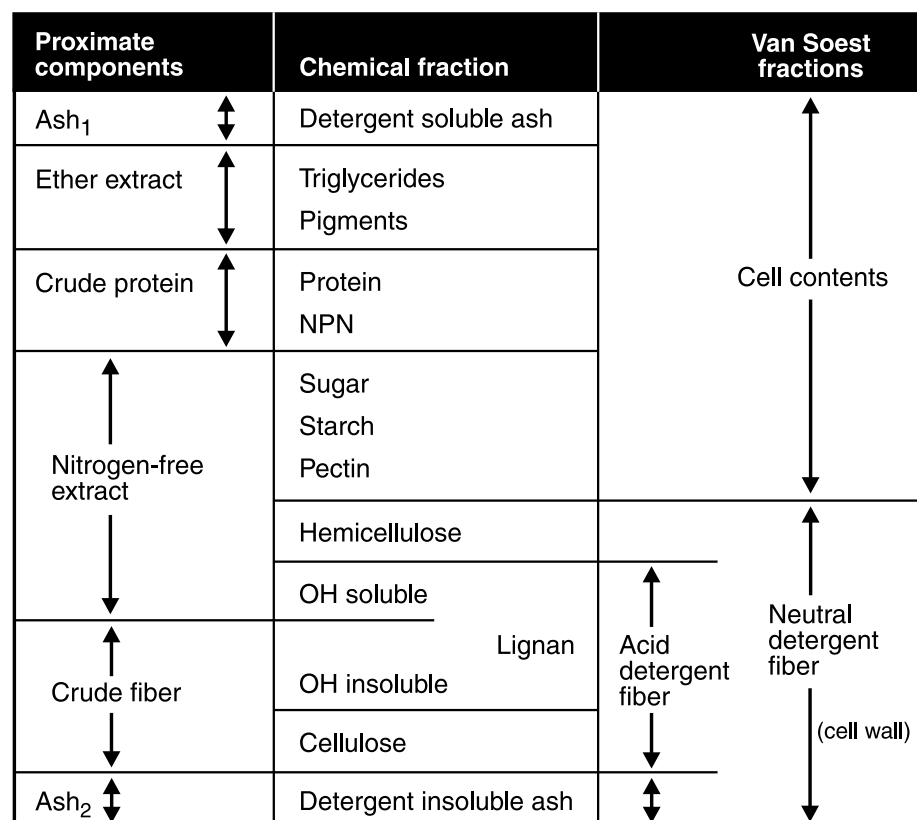 Proximate
components
Chemical fraction
Van Soest
fractions
Ash1
Detergent soluble ash
Ether extract
Triglycerides
Pigments
Crude protein
Protein
NPN
Cell contents
Nitrogen-free
extract
Sugar
Starch
Pectin
Hemicellulose
OH soluble
Lignan
Crude fiber
OH insoluble
Cellulose
Acid
detergent
fiber
Neutral
detergent
fiber
(cell wall)
Ash2
Detergent insoluble ash